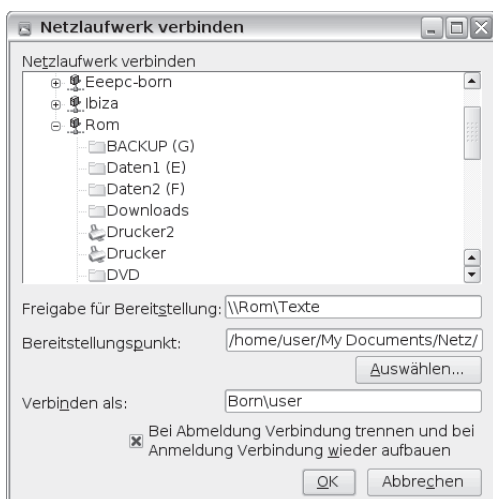 Netzlaufwerk verbinden
Netzlaufwerk verbinden
Eeepc-born
Ibiza
Rom
BACKUP (G)
Daten1 (E)
Daten2 (F)
Downloads
Drucker2
Drucker
DVD
Freigabe für Bereitstellung: \\Rom\Texte
Bereitstellungspunkt: /home/user/My Documents/Netz/
Auswählen...
Verbinden als: Born\user
Bei Abmeldung Verbindung trennen und bei
Anmeldung Verbindung wieder aufbauen
OK Abbrechen